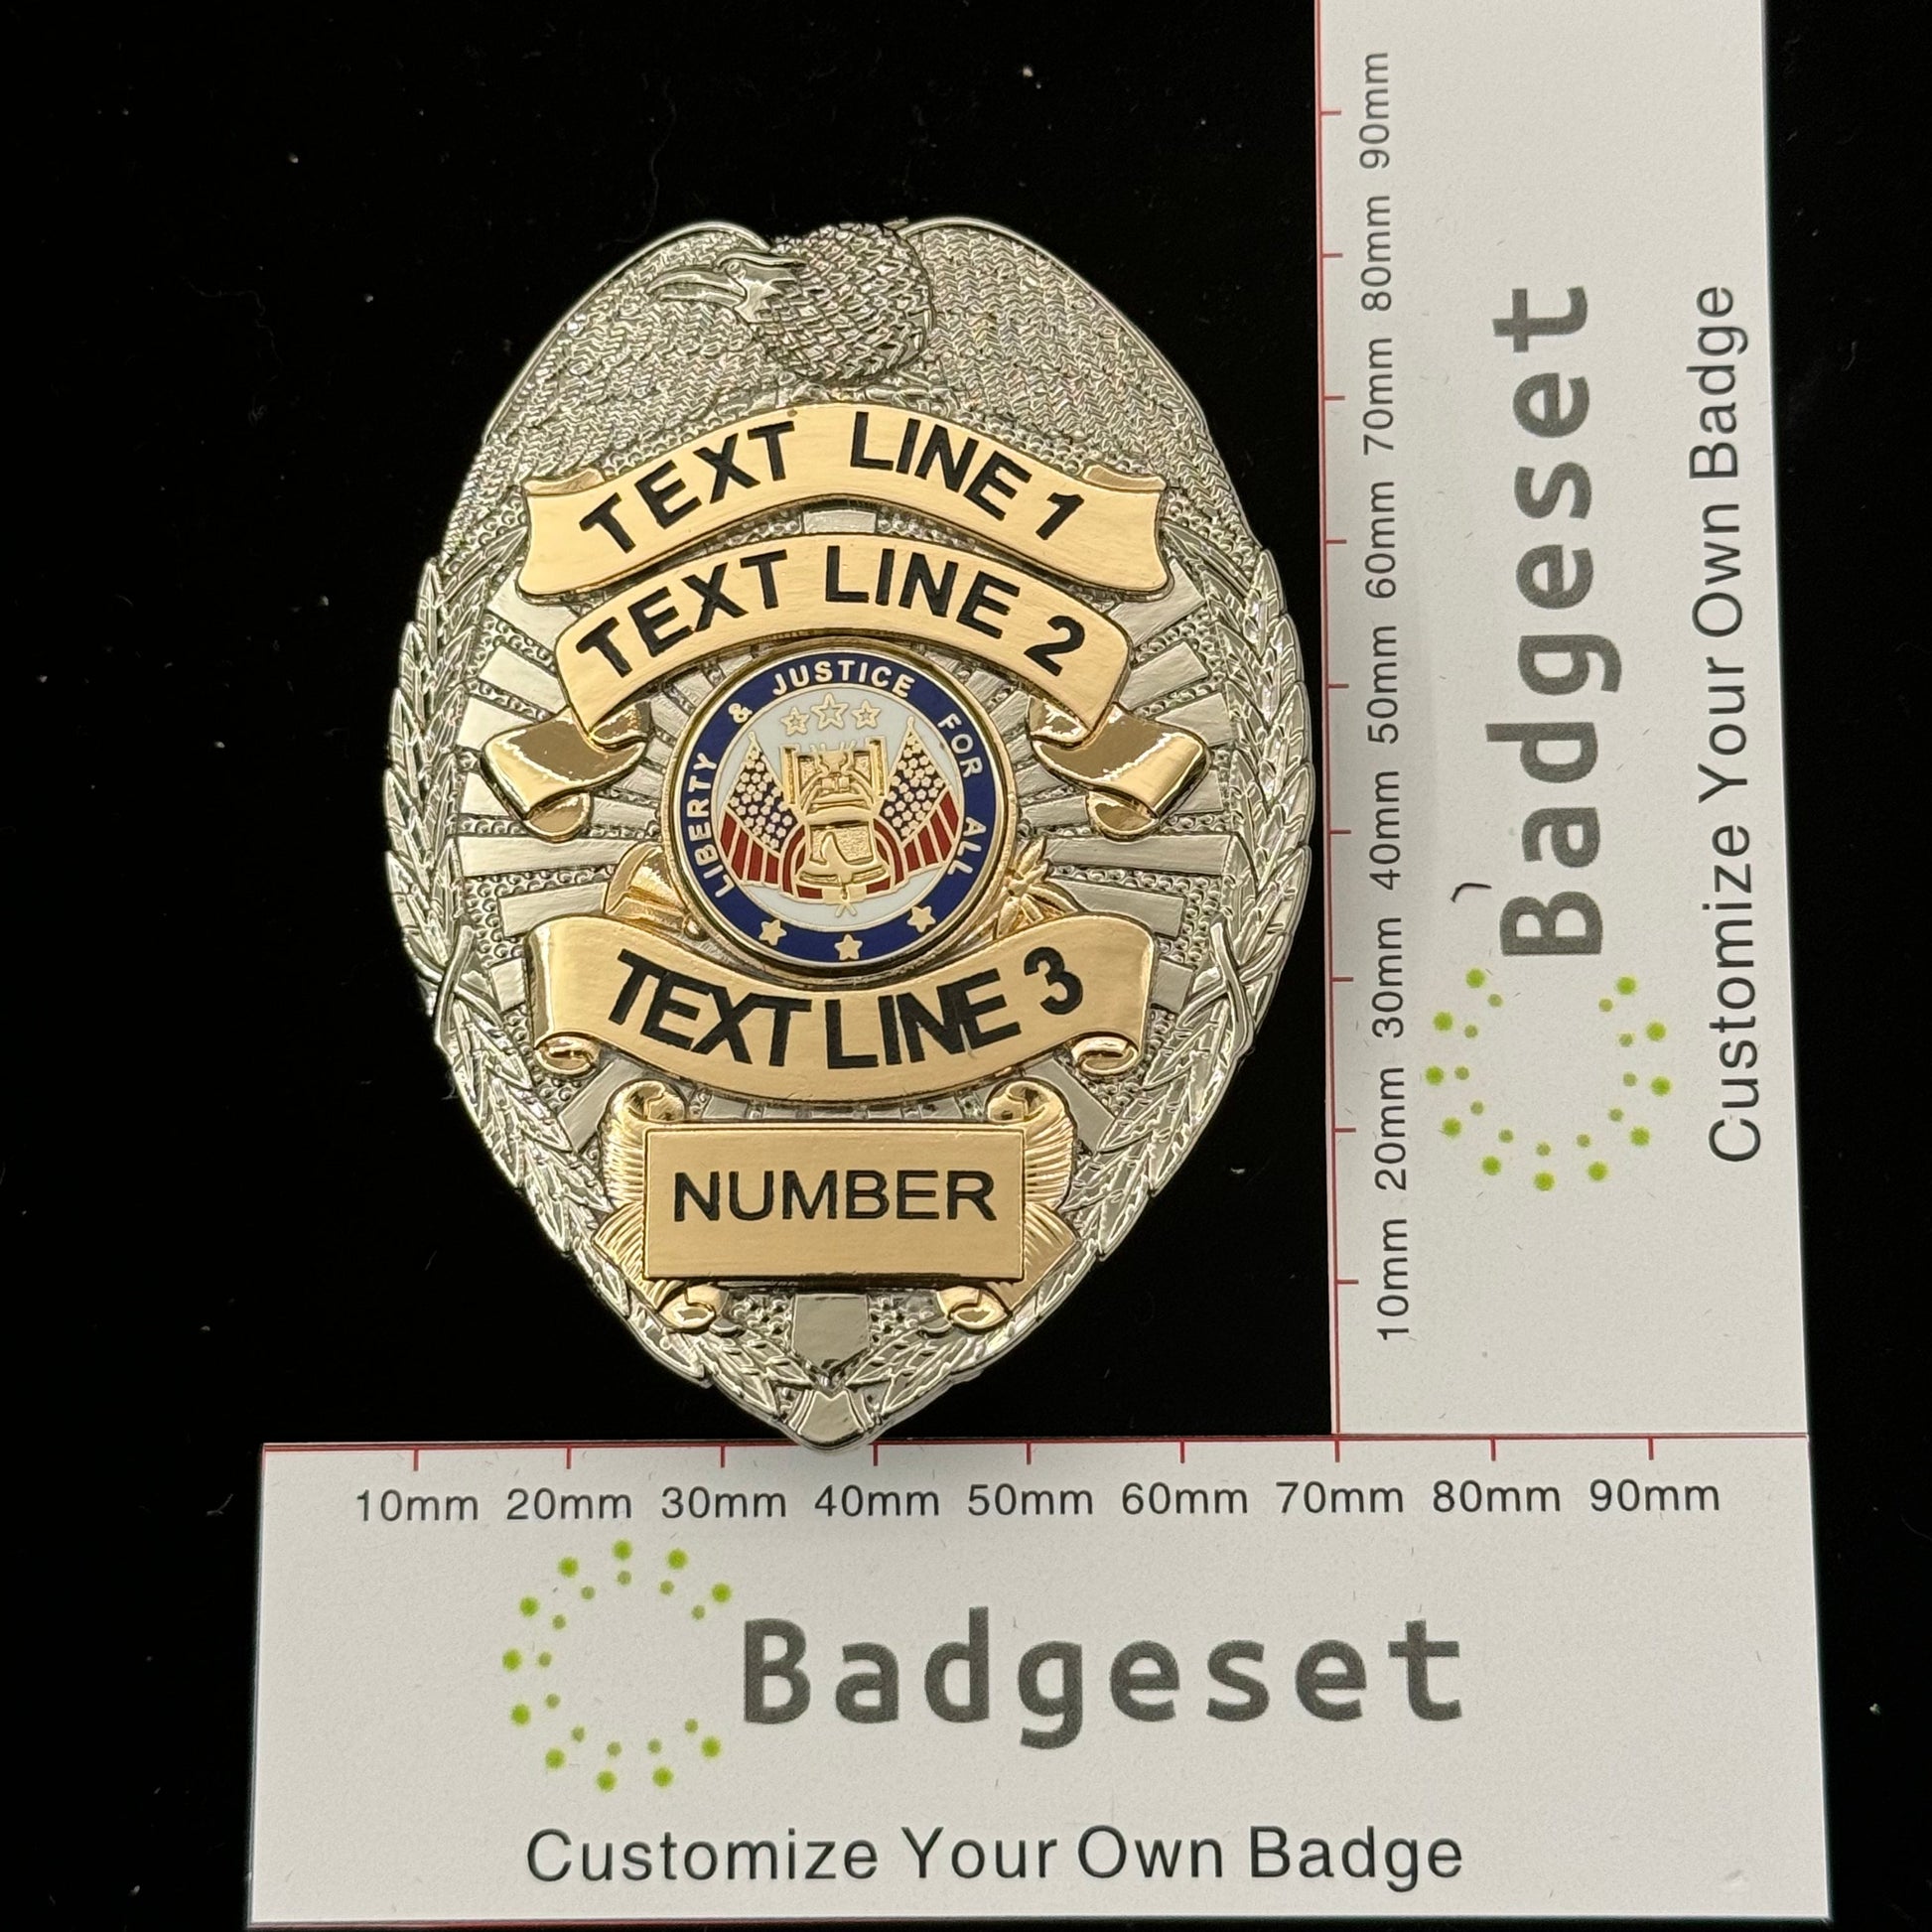 TEXT LINE 1
TEXT LINE 2
LIBERTY & JUSTICE FOR ALL
TEXT LINE 3
NUMBER
10mm 20mm 30mm 40mm 50mm 60mm 70mm 80mm 90mm
Badgeset
Customize Your Own Badge
10mm 20mm 30mm 40mm 50mm 60mm 70mm 80mm 90mm
Badgeset
Customize Your Own Badge